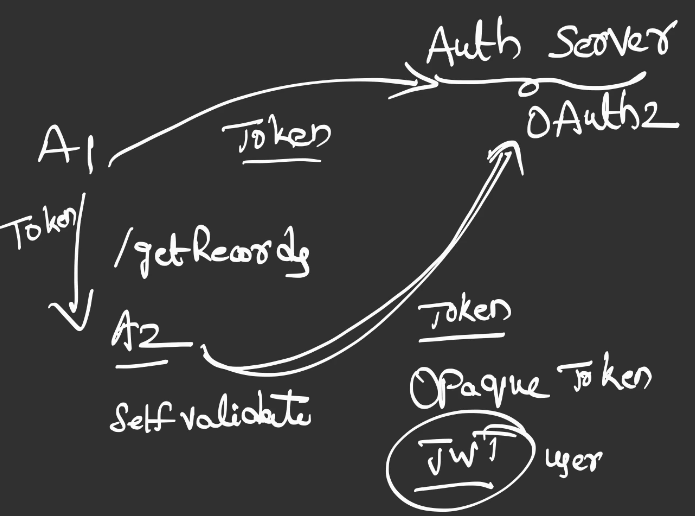 Auth Server
OAuth2
Token
A1
Token
/getRecords
A2
Self validate
Token
OPaque Token
JWT user